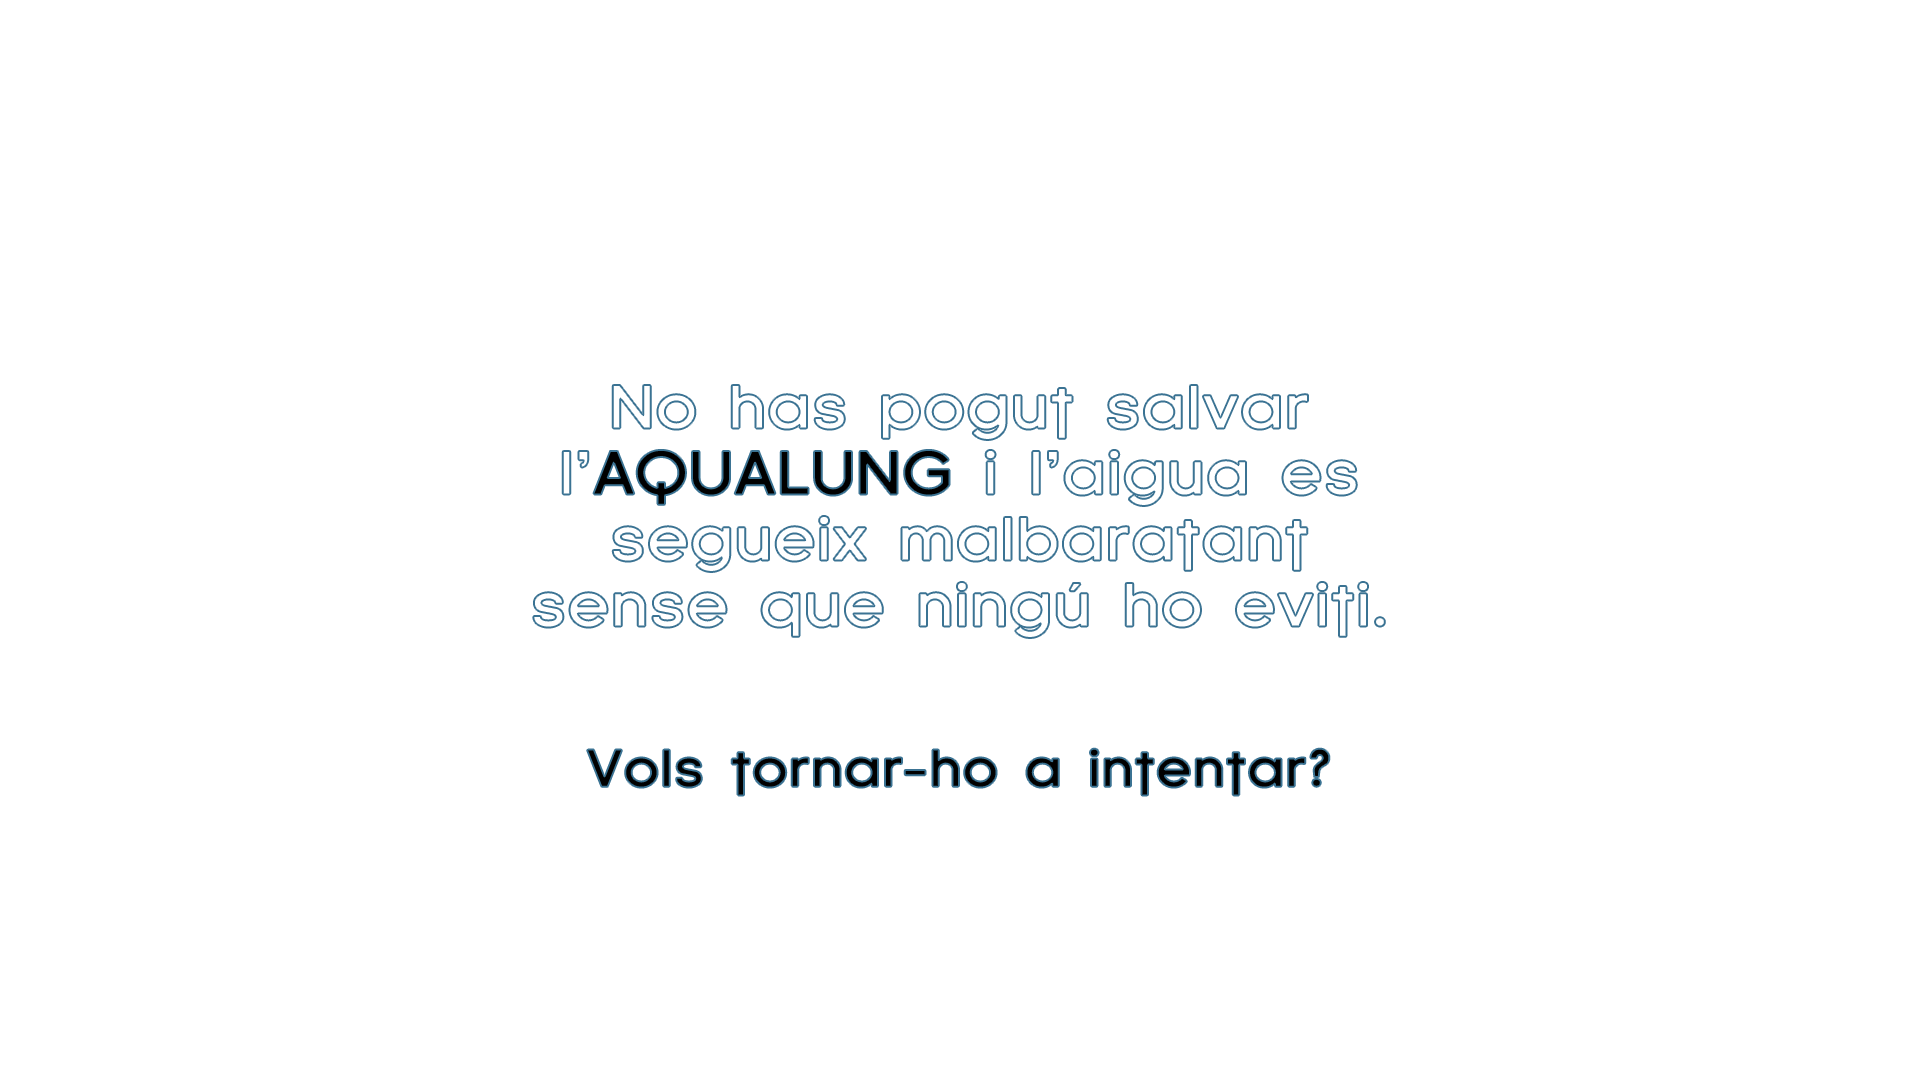 No has pogut salvar
l’AQUALUNG i l’aigua es
segueix malbaratant
sense que ningú ho eviti.
Vols tornar-ho a intentar?